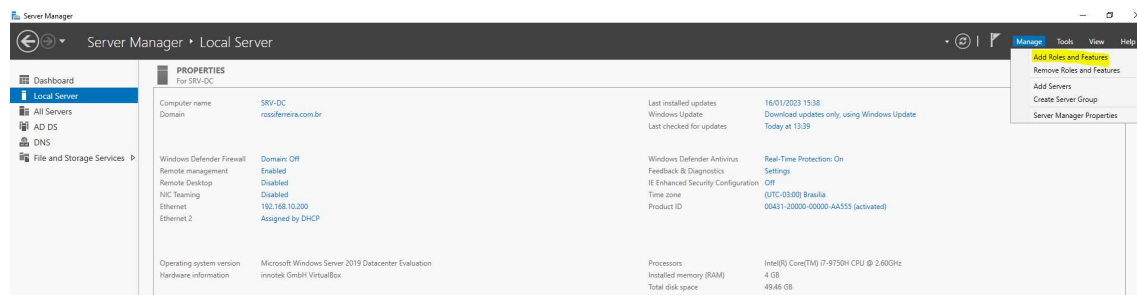 Server Manager
Server Manager • Local Server
Manage Tools View Help
Add Roles and Features
Remove Roles and Features
Add Servers
Create Server Group
Server Manager Properties
Dashboard
Local Server
All Servers
AD DS
DNS
File and Storage Services
PROPERTIES
For SRV-DC
Computer name SRV-DC
Domain rossiferreira.com.br
Last installed updates 16/01/2023 15:38
Windows Update Download updates only, using Windows Update
Last checked for updates Today at 13:39
Windows Defender Firewall Domain: Off
Remote management Enabled
Remote Desktop Disabled
NIC Teaming Disabled
Ethernet 192.168.10.200
Ethernet 2 Assigned by DHCP
Windows Defender Antivirus Real-Time Protection: On
Feedback & Diagnostics Settings
IE Enhanced Security Configuration Off
Time zone (UTC-03:00) Brasilia
Product ID 00431-20000-00000-AA555 (activated)
Operating system version Microsoft Windows Server 2019 Datacenter Evaluation
Hardware information innotek GmbH VirtualBox
Processors Intel(R) Core(TM) i7-9750H CPU @ 2.60GHz
Installed memory (RAM) 4 GB
Total disk space 49.46 GB